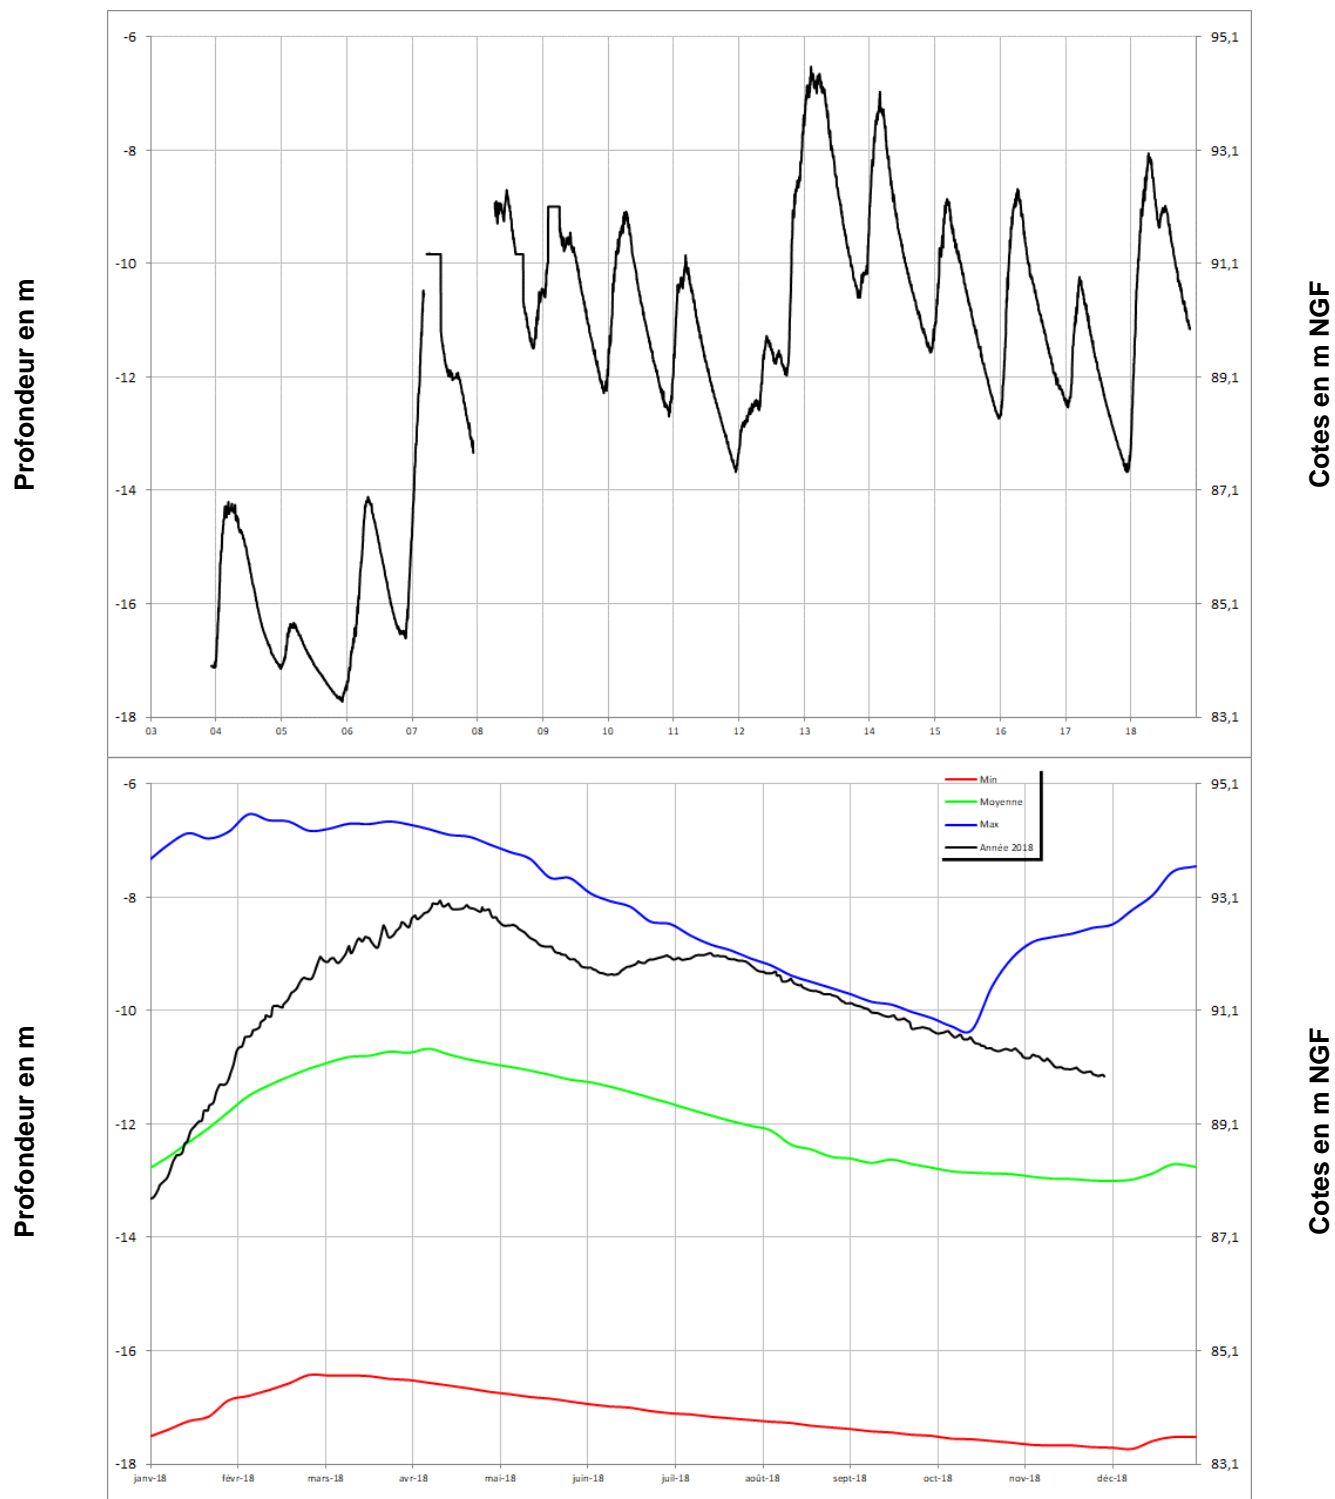 -6 95,1
-8 93,1
-10 91,1
-12 89,1
-14 87,1
-16 85,1
-18 83,1
03 04 05 06 07 08 09 10 11 12 13 14 15 16 17 18
Profondeur en m
Cotes en m NGF
Min
Moyenne
Max
Année 2018
-6 95,1
-8 93,1
-10 91,1
-12 89,1
-14 87,1
-16 85,1
-18 83,1
janv-18 févr-18 mars-18 avr-18 mai-18 juin-18 juil-18 août-18 sept-18 oct-18 nov-18 déc-18
Profondeur en m
Cotes en m NGF